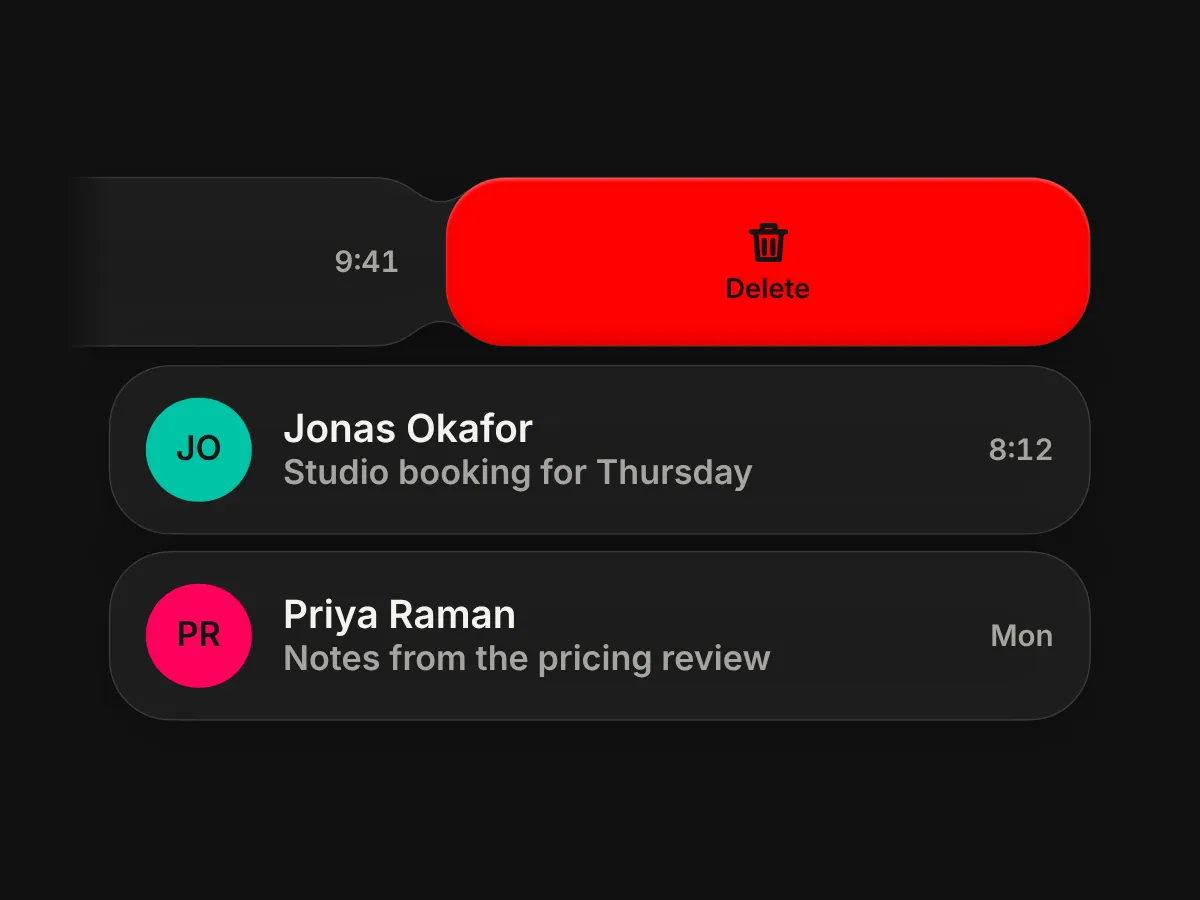 9:41
Delete
JO
Jonas Okafor
Studio booking for Thursday
8:12
PR
Priya Raman
Notes from the pricing review
Mon